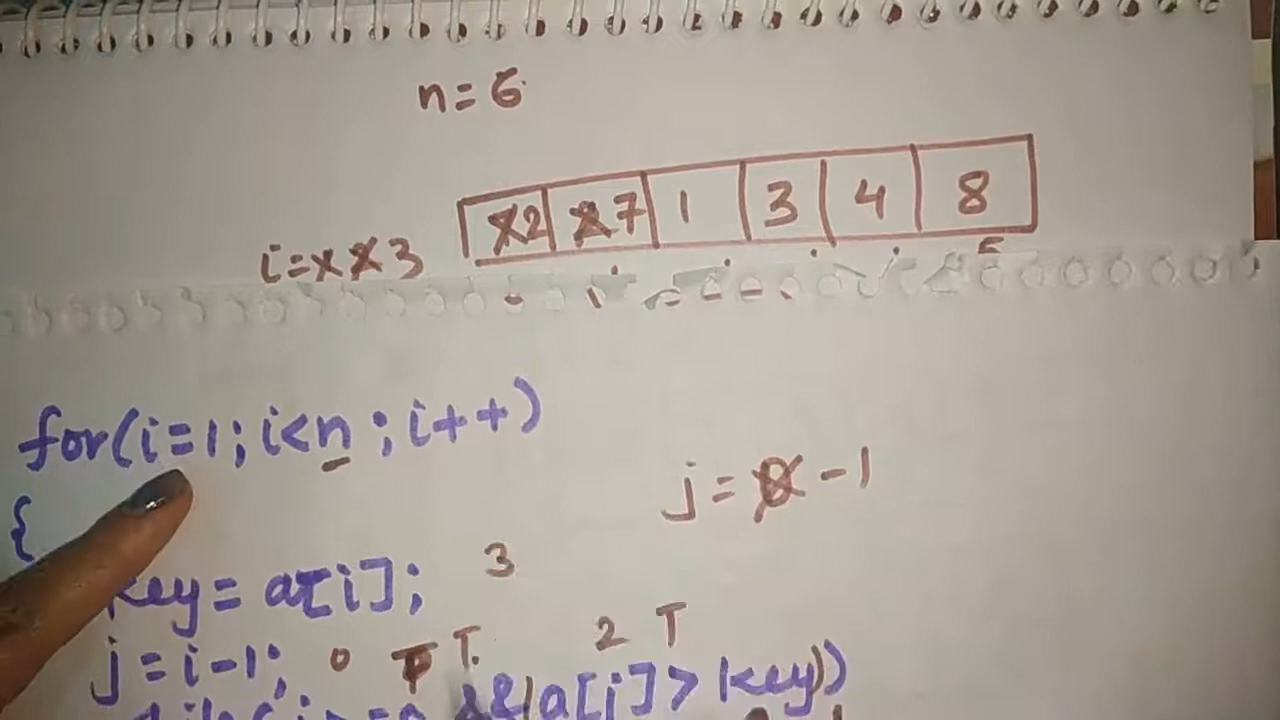 n=6
2 7 1 3 4 8
i= 3
for(i=1;i<n;i++)
{
j= -1
key=a[i]; 3
j=i-1; 0 T 2 T
a[j]>key))